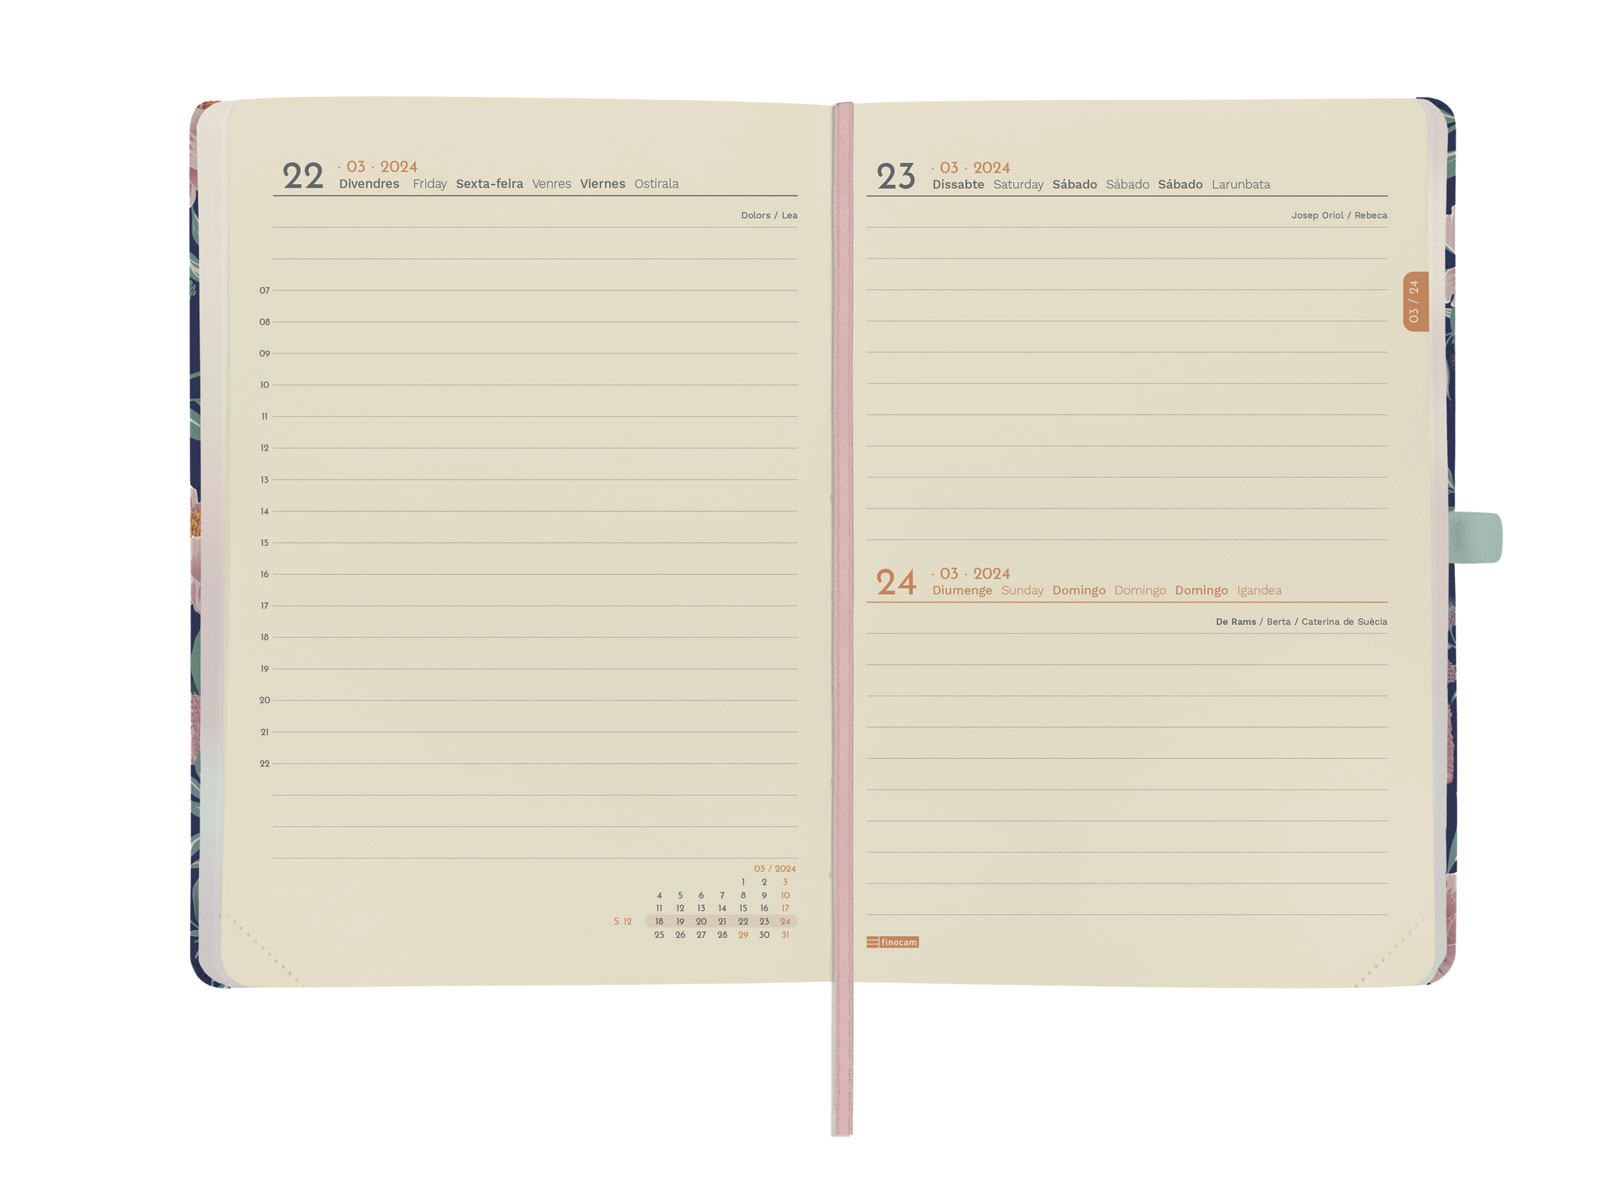 22 · 03 · 2024
Divendres Friday Sexta-feira Venres Viernes Ostirala
Dolors / Lea
07
08
09
10
11
12
13
14
15
16
17
18
19
20
21
22
03 / 2024
1 2 3
4 5 6 7 8 9 10
11 12 13 14 15 16 17
S. 12 18 19 20 21 22 23 24
25 26 27 28 29 30 31
23 · 03 · 2024
Dissabte Saturday Sábado Sábado Sábado Larunbata
Josep Oriol / Rebeca
03 / 24
24 · 03 · 2024
Diumenge Sunday Domingo Domingo Domingo Igandea
De Rams / Berta / Caterina de Suècia
finocam